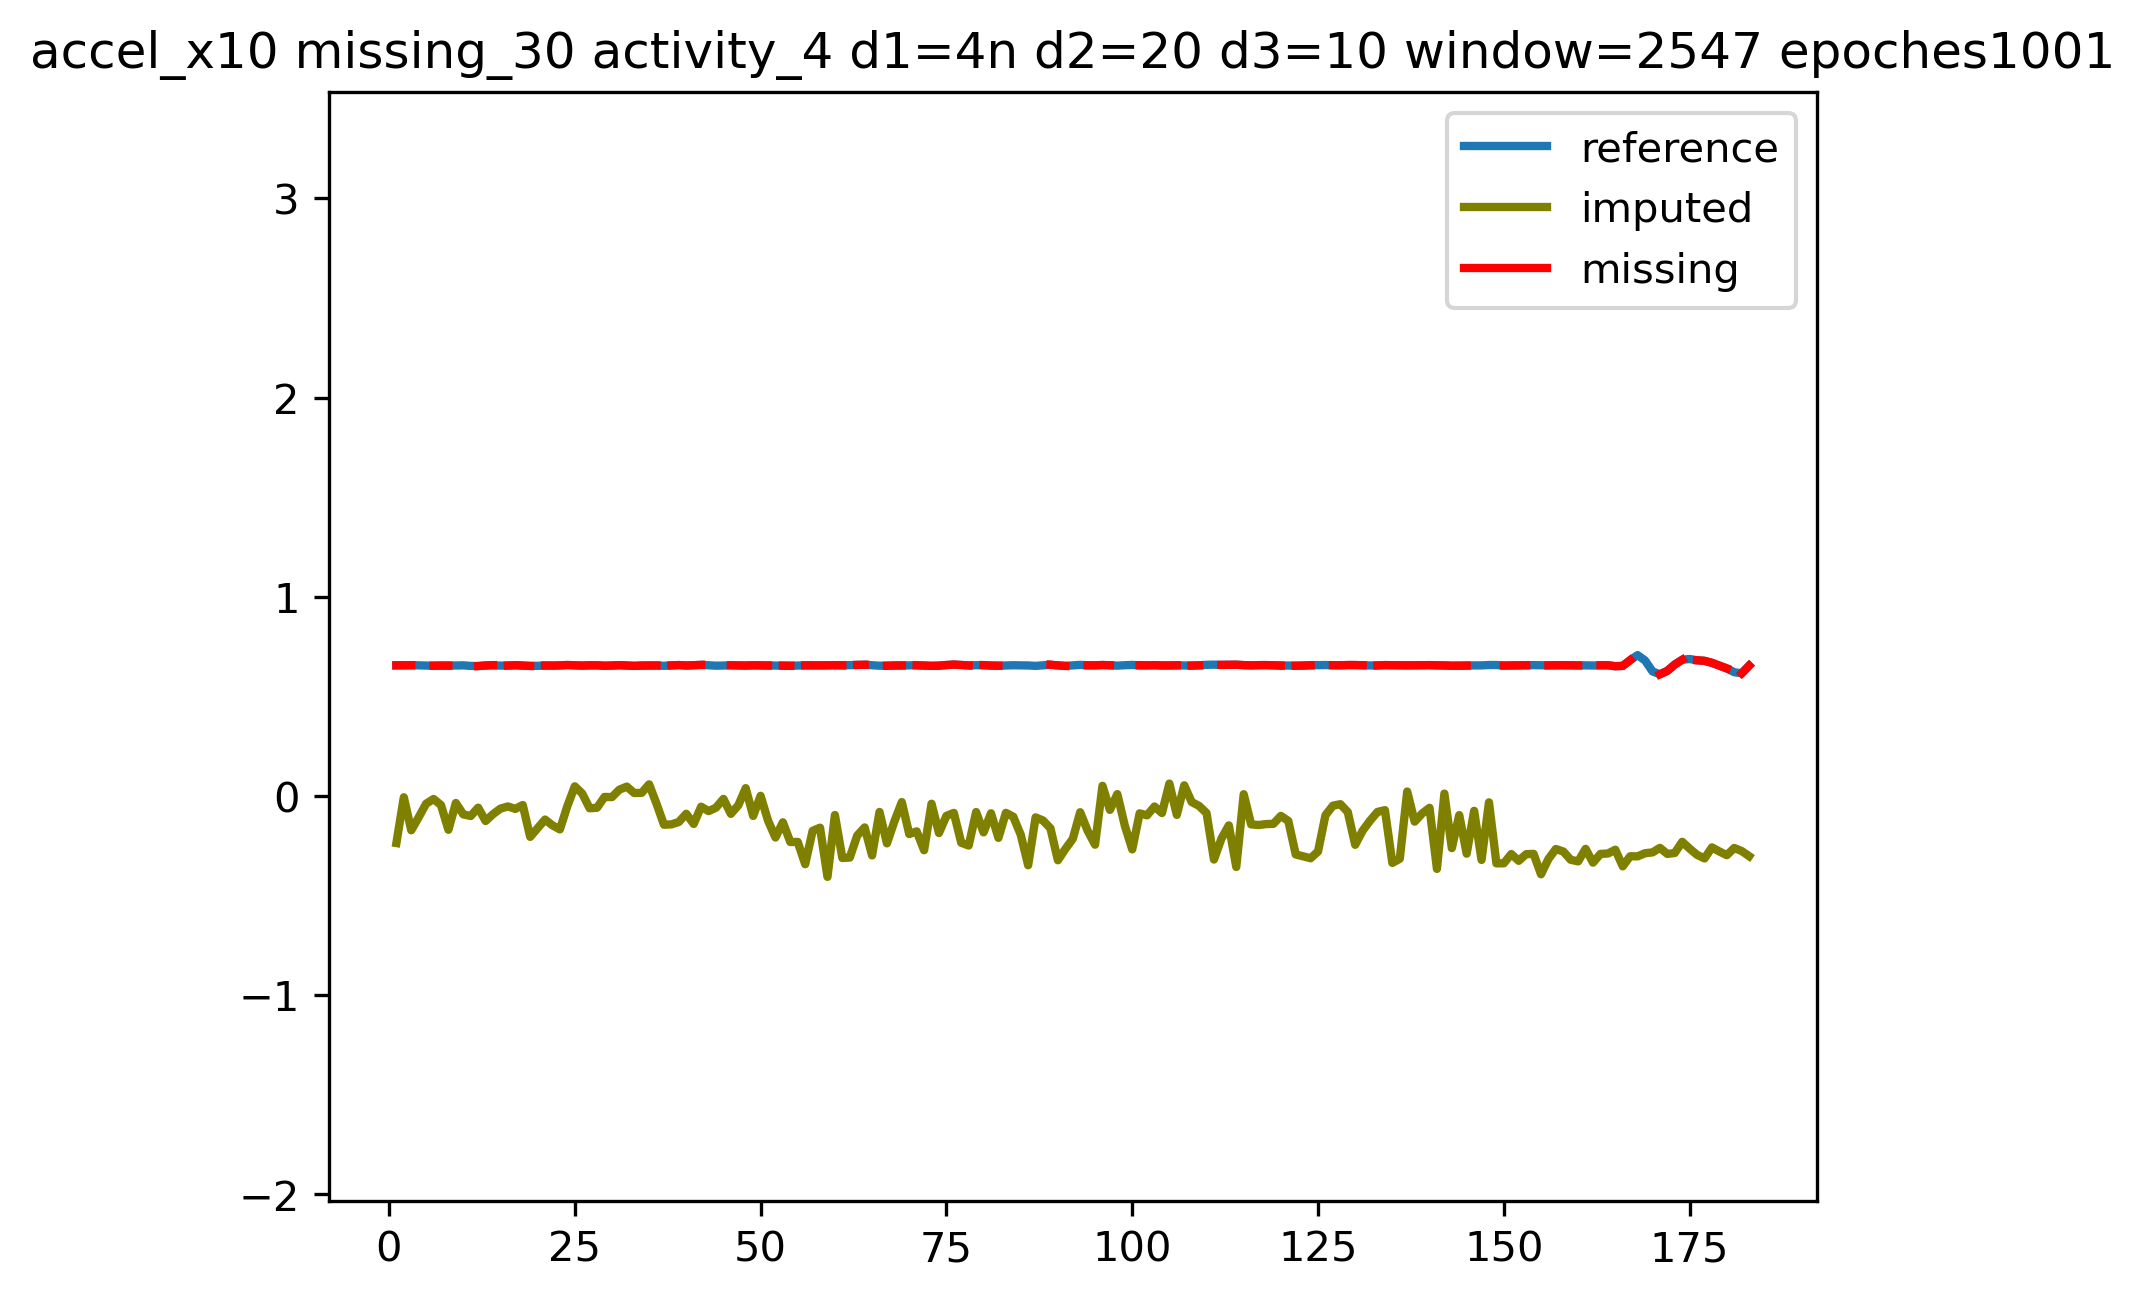 accel_x10 missing_30 activity_4 d1=4n d2=20 d3=10 window=2547 epoches1001
reference
imputed
missing
3
2
1
0
−1
−2
0 25 50 75 100 125 150 175